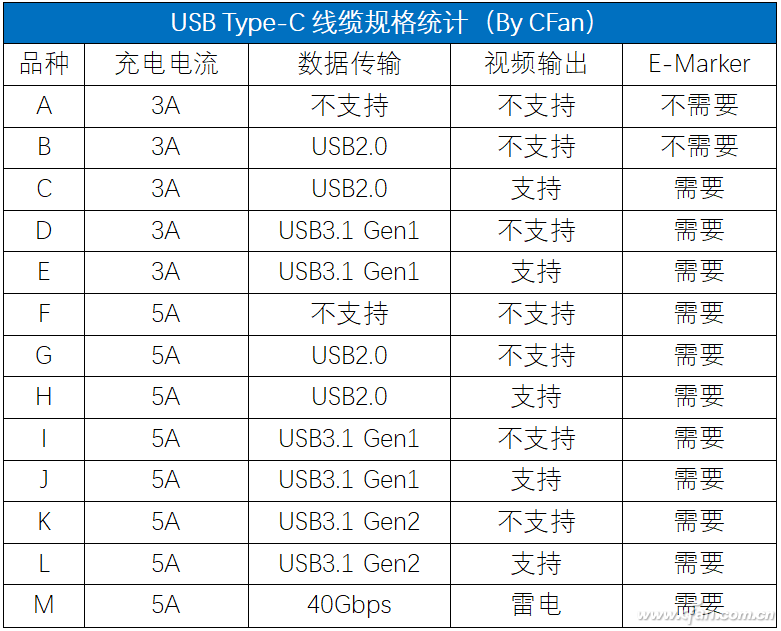 USB Type-C 线缆规格统计（By CFan）
品种 充电电流 数据传输 视频输出 E-Marker
A 3A 不支持 不支持 不需要
B 3A USB2.0 不支持 不需要
C 3A USB2.0 支持 需要
D 3A USB3.1 Gen1 不支持 需要
E 3A USB3.1 Gen1 支持 需要
F 5A 不支持 不支持 需要
G 5A USB2.0 不支持 需要
H 5A USB2.0 支持 需要
I 5A USB3.1 Gen1 不支持 需要
J 5A USB3.1 Gen1 支持 需要
K 5A USB3.1 Gen2 不支持 需要
L 5A USB3.1 Gen2 支持 需要
M 5A 40Gbps 雷电 需要
www.cfan.com.cn